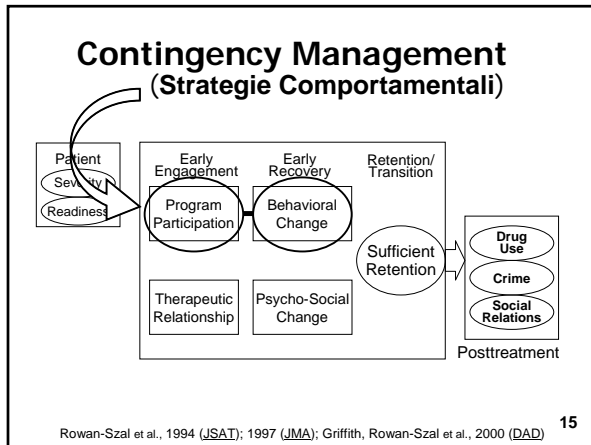 Contingency Management
(Strategie Comportamentali)
Patient
Severity
Readiness
Early
Engagement
Early
Recovery
Retention/
Transition
Program
Participation
Behavioral
Change
Therapeutic
Relationship
Psycho-Social
Change
Sufficient
Retention
Drug
Use
Crime
Social
Relations
Posttreatment
Rowan-Szal et al., 1994 (JSAT); 1997 (JMA); Griffith, Rowan-Szal et al., 2000 (DAD)
15